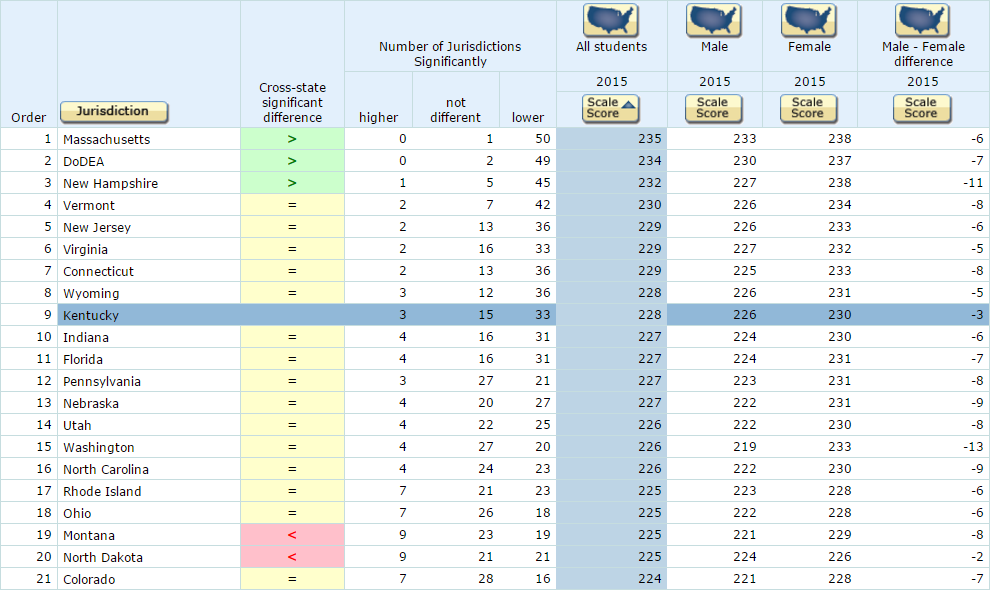 Order Jurisdiction Cross-state significant difference Number of Jurisdictions Significantly higher not different lower All students 2015 Scale Score Male 2015 Scale Score Female 2015 Scale Score Male - Female difference 2015 Scale Score
1 Massachusetts > 0 1 50 235 233 238 -6
2 DoDEA > 0 2 49 234 230 237 -7
3 New Hampshire > 1 5 45 232 227 238 -11
4 Vermont = 2 7 42 230 226 234 -8
5 New Jersey = 2 13 36 229 226 233 -6
6 Virginia = 2 16 33 229 227 232 -5
7 Connecticut = 2 13 36 229 225 233 -8
8 Wyoming = 3 12 36 228 226 231 -5
9 Kentucky 3 15 33 228 226 230 -3
10 Indiana = 4 16 31 227 224 230 -6
11 Florida = 4 16 31 227 224 231 -7
12 Pennsylvania = 3 27 21 227 223 231 -8
13 Nebraska = 4 20 27 227 222 231 -9
14 Utah = 4 22 25 226 222 230 -8
15 Washington = 4 27 20 226 219 233 -13
16 North Carolina = 4 24 23 226 222 230 -9
17 Rhode Island = 7 21 23 225 223 228 -6
18 Ohio = 7 26 18 225 222 228 -6
19 Montana < 9 23 19 225 221 229 -8
20 North Dakota < 9 21 21 225 224 226 -2
21 Colorado = 7 28 16 224 221 228 -7